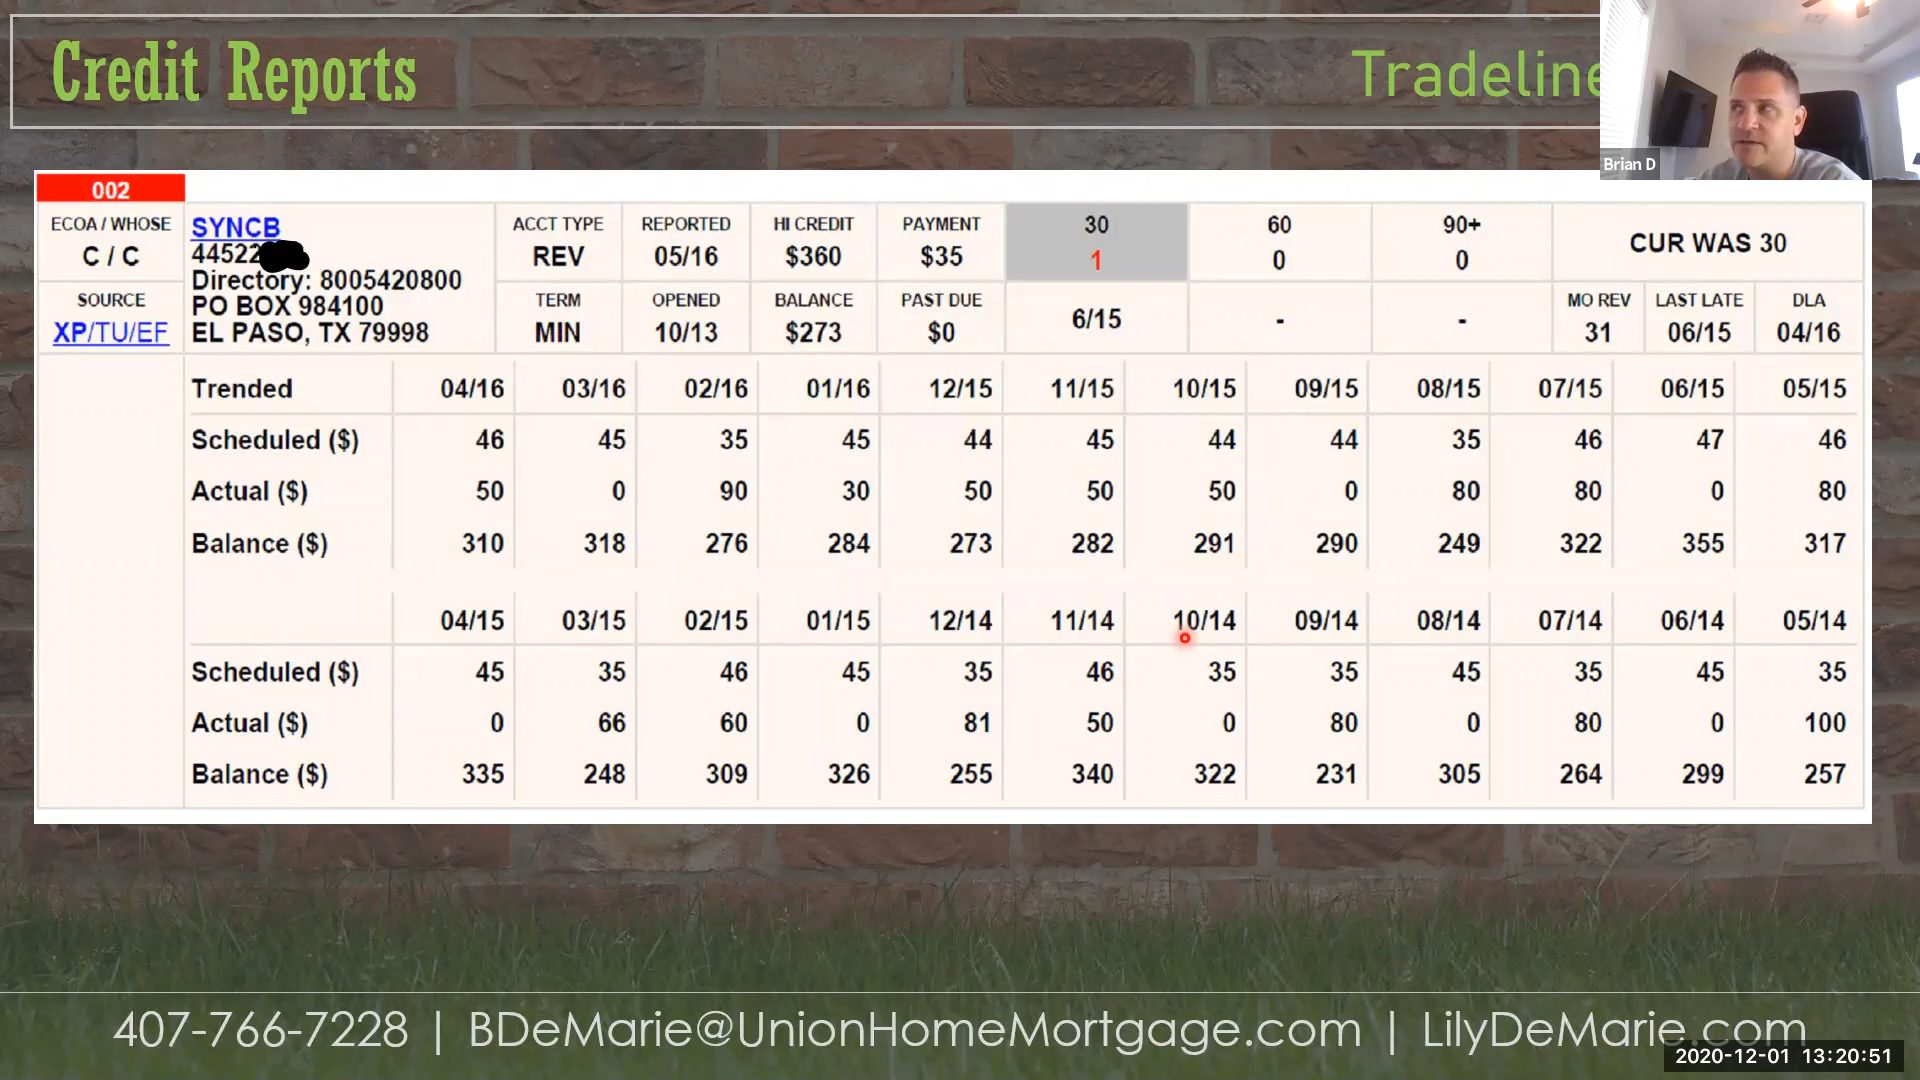 Credit Reports
Tradeline
Brian D
002
ECOA / WHOSE
C / C
SOURCE
XP/TU/EF
SYNCB
44522
Directory: 8005420800
PO BOX 984100
EL PASO, TX 79998
ACCT TYPE REPORTED HI CREDIT PAYMENT 30 60 90+ CUR WAS 30
REV 05/16 $360 $35 1 0 0
TERM OPENED BALANCE PAST DUE 6/15 - - MO REV LAST LATE DLA
MIN 10/13 $273 $0 31 06/15 04/16
Trended 04/16 03/16 02/16 01/16 12/15 11/15 10/15 09/15 08/15 07/15 06/15 05/15
Scheduled ($) 46 45 35 45 44 45 44 44 35 46 47 46
Actual ($) 50 0 90 30 50 50 50 0 80 80 0 80
Balance ($) 310 318 276 284 273 282 291 290 249 322 355 317
04/15 03/15 02/15 01/15 12/14 11/14 10/14 09/14 08/14 07/14 06/14 05/14
Scheduled ($) 45 35 46 45 35 46 35 35 45 35 45 35
Actual ($) 0 66 60 0 81 50 0 80 0 80 0 100
Balance ($) 335 248 309 326 255 340 322 231 305 264 299 257
407-766-7228 | BDeMarie@UnionHomeMortgage.com | LilyDeMarie.com
2020-12-01 13:20:51